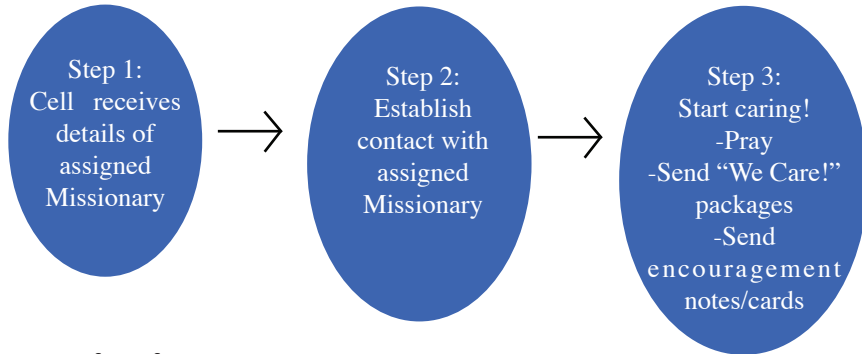 Step 1:
Cell receives
details of
assigned
Missionary
Step 2:
Establish
contact with
assigned
Missionary
Step 3:
Start caring!
-Pray
-Send “We Care!”
packages
-Send
encouragement
notes/cards